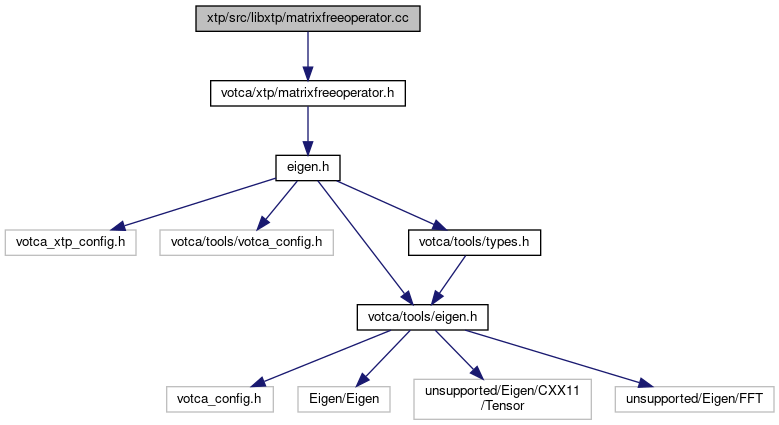 xtp/src/libxtp/matrixfreeoperator.cc
votca/xtp/matrixfreeoperator.h
eigen.h
votca_xtp_config.h
votca/tools/votca_config.h
votca/tools/types.h
votca/tools/eigen.h
votca_config.h
Eigen/Eigen
unsupported/Eigen/CXX11
/Tensor
unsupported/Eigen/FFT